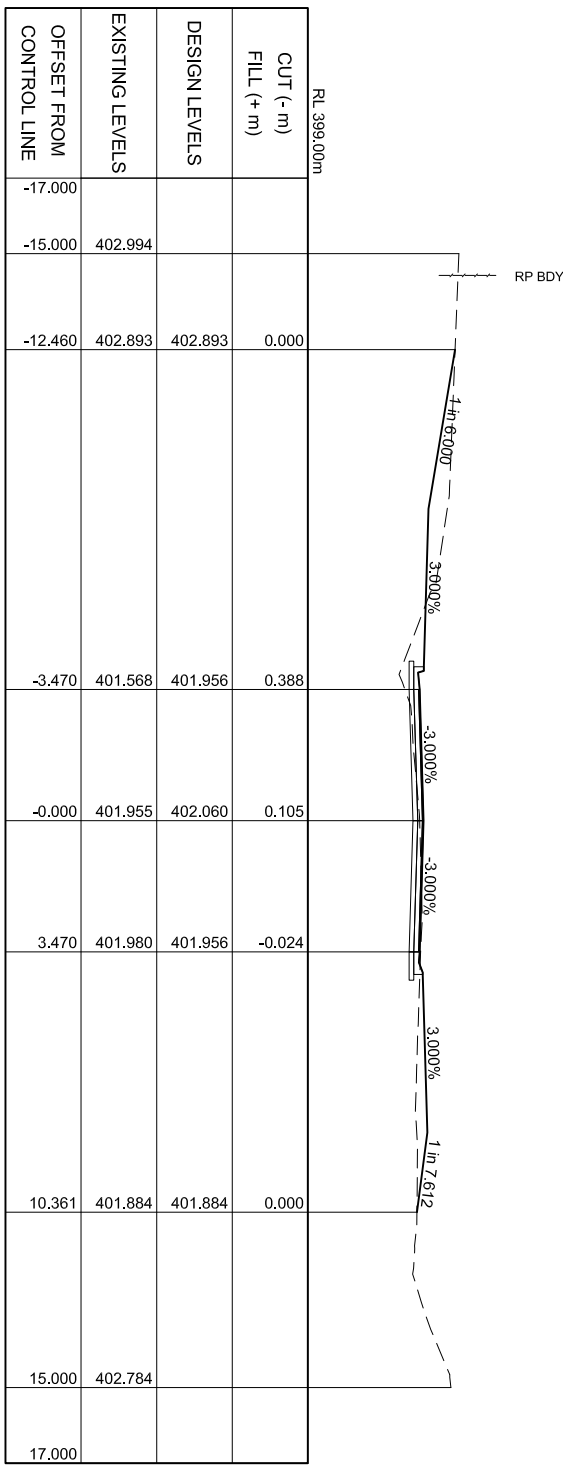 RL 399.00m
CUT (- m)
FILL (+ m)
DESIGN LEVELS
EXISTING LEVELS
OFFSET FROM
CONTROL LINE
-17.000
-15.000 402.994
-12.460 402.893 402.893 0.000
-3.470 401.568 401.956 0.388
-0.000 401.955 402.060 0.105
3.470 401.980 401.956 -0.024
10.361 401.884 401.884 0.000
15.000 402.784
17.000
RP BDY
1 in 6.000
3.000%
-3.000%
-3.000%
3.000%
1 in 7.612